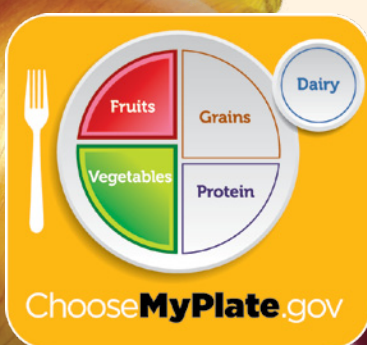 Fruits
Grains
Dairy
Vegetables
Protein
ChooseMyPlate.gov